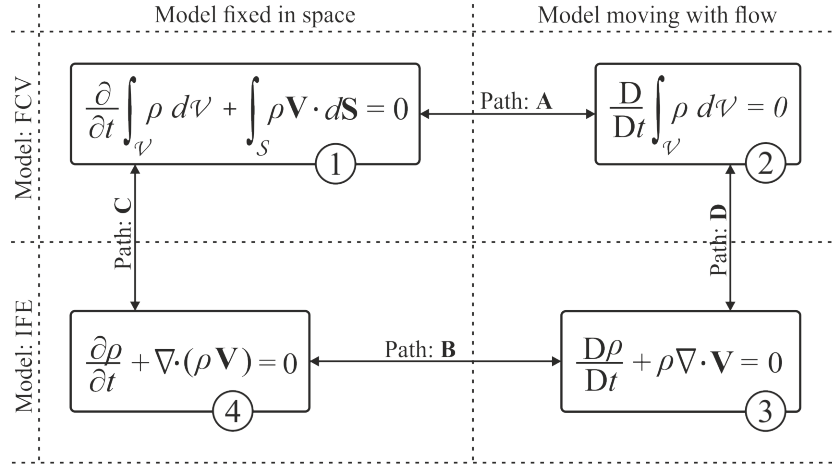 Model fixed in space
Model moving with flow
Model: FCV
∂/∂t ∫_𝒱 ρ d𝒱 + ∫_S ρ𝐕 · d𝐒 = 0
1
Path: A
D/Dt ∫_𝒱 ρ d𝒱 = 0
2
Path: C
Path: D
Model: IFE
∂ρ/∂t + ∇·(ρ𝐕) = 0
4
Path: B
Dρ/Dt + ρ∇·𝐕 = 0
3